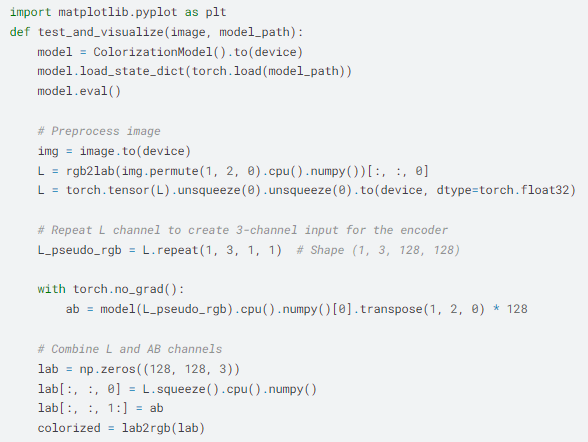 import matplotlib.pyplot as plt
def test_and_visualize(image, model_path):
    model = ColorizationModel().to(device)
    model.load_state_dict(torch.load(model_path))
    model.eval()

    # Preprocess image
    img = image.to(device)
    L = rgb2lab(img.permute(1, 2, 0).cpu().numpy())[:, :, 0]
    L = torch.tensor(L).unsqueeze(0).unsqueeze(0).to(device, dtype=torch.float32)

    # Repeat L channel to create 3-channel input for the encoder
    L_pseudo_rgb = L.repeat(1, 3, 1, 1)  # Shape (1, 3, 128, 128)

    with torch.no_grad():
        ab = model(L_pseudo_rgb).cpu().numpy()[0].transpose(1, 2, 0) * 128

    # Combine L and AB channels
    lab = np.zeros((128, 128, 3))
    lab[:, :, 0] = L.squeeze().cpu().numpy()
    lab[:, :, 1:] = ab
    colorized = lab2rgb(lab)